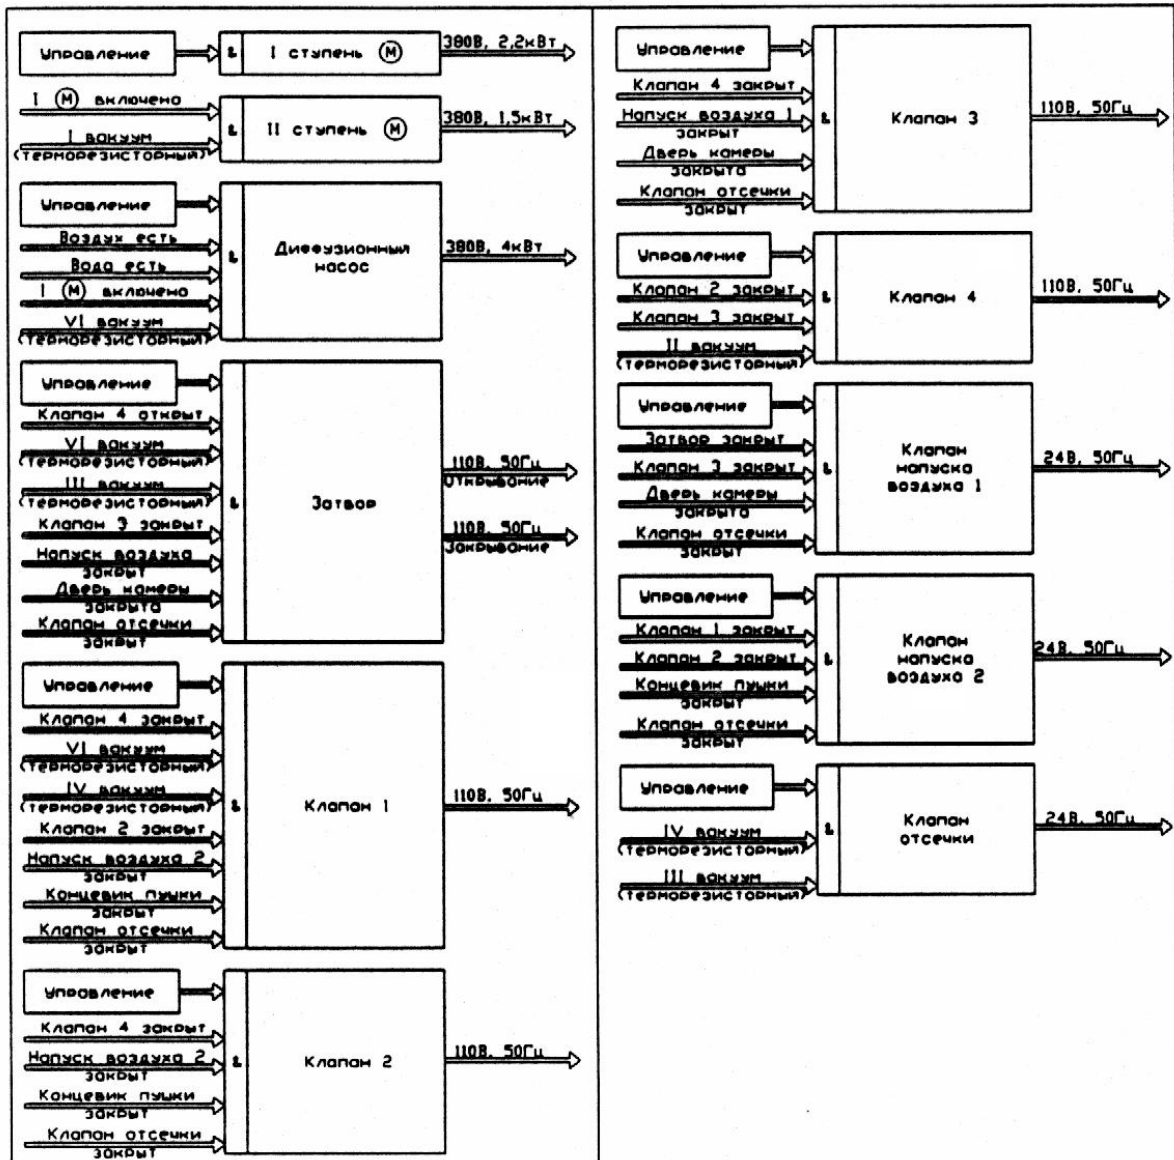 Управление
&
I ступень M
380В, 2,2кВт
I M включено
I вакуум
(терморезисторный)
&
II ступень M
380В, 1,5кВт
Управление
Воздух есть
Вода есть
I M включено
VI вакуум
(терморезисторный)
&
Диффузионный
насос
380В, 4кВт
Управление
Клапан 4 открыт
VI вакуум
(терморезисторный)
III вакуум
(терморезисторный)
Клапан 3 закрыт
Напуск воздуха
закрыт
Дверь камеры
закрыта
Клапан отсечки
закрыт
&
Затвор
110В, 50Гц
Открывание
110В, 50Гц
Закрывание
Управление
Клапан 4 закрыт
VI вакуум
(терморезисторный)
IV вакуум
(терморезисторный)
Клапан 2 закрыт
Напуск воздуха 2
закрыт
Концевик пушки
закрыт
Клапан отсечки
закрыт
&
Клапан 1
110В, 50Гц
Управление
Клапан 4 закрыт
Напуск воздуха 2
закрыт
Концевик пушки
закрыт
Клапан отсечки
закрыт
&
Клапан 2
110В, 50Гц
Управление
Клапан 4 закрыт
Напуск воздуха 1
закрыт
Дверь камеры
закрыта
Клапан отсечки
закрыт
&
Клапан 3
110В, 50Гц
Управление
Клапан 2 закрыт
Клапан 3 закрыт
II вакуум
(терморезисторный)
&
Клапан 4
110В, 50Гц
Управление
Затвор закрыт
Клапан 3 закрыт
Дверь камеры
закрыта
Клапан отсечки
закрыт
&
Клапан
напуска
воздуха 1
24В, 50Гц
Управление
Клапан 1 закрыт
Клапан 2 закрыт
Концевик пушки
закрыт
Клапан отсечки
закрыт
&
Клапан
напуска
воздуха 2
24В, 50Гц
Управление
IV вакуум
(терморезисторный)
III вакуум
(терморезисторный)
&
Клапан
отсечки
24В, 50Гц